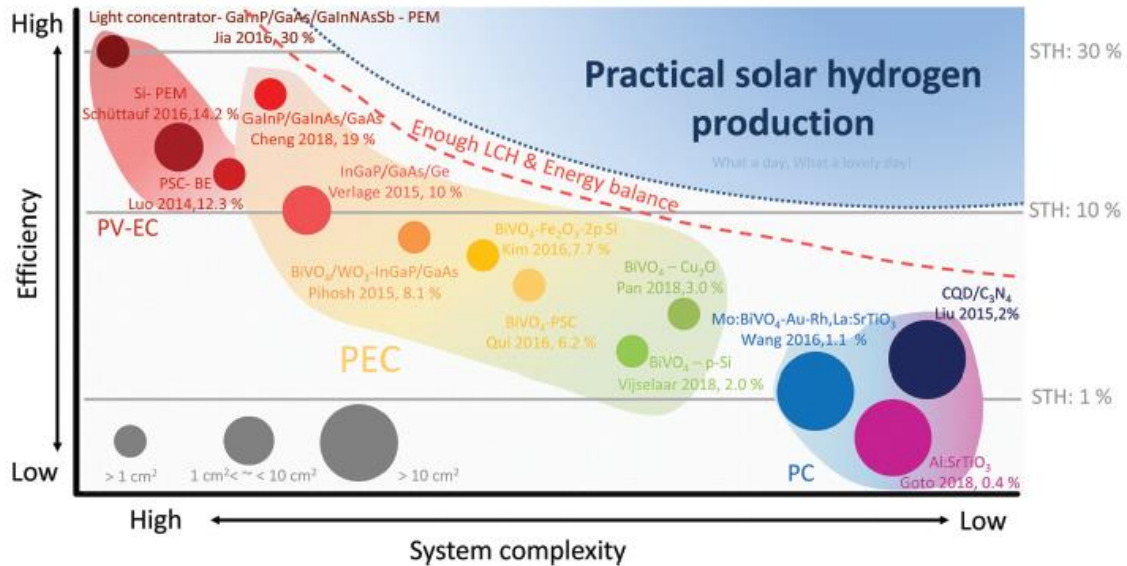 High
Light concentrator- GaInP/GaAs/GaInNAsSb - PEM
Jia 2016, 30 %
STH: 30 %
Practical solar hydrogen
production
What a day, What a lovely day!
Si- PEM
Schüttauf 2016,14.2 %
GaInP/GaInAs/GaAs
Cheng 2018, 19 %
Enough LCH & Energy balance
PSC- BE
Luo 2014,12.3 %
InGaP/GaAs/Ge
Verlage 2015, 10 %
STH: 10 %
PV-EC
Efficiency
BiVO₄-Fe₂O₃-2p Si
Kim 2016,7.7 %
BiVO₄/WO₃-InGaP/GaAs
Pihosh 2015, 8.1 %
BiVO₄ – Cu₂O
Pan 2018,3.0 %
CQD/C₃N₄
Liu 2015,2%
BiVO₄-PSC
Qui 2016, 6.2 %
Mo:BiVO₄-Au-Rh,La:SrTiO₃
Wang 2016,1.1 %
PEC
BiVO₄ – p-Si
Vijselaar 2018, 2.0 %
STH: 1 %
Low
> 1 cm²
1 cm²< ~ < 10 cm²
> 10 cm²
PC
Al:SrTiO₃
Goto 2018, 0.4 %
High
Low
System complexity